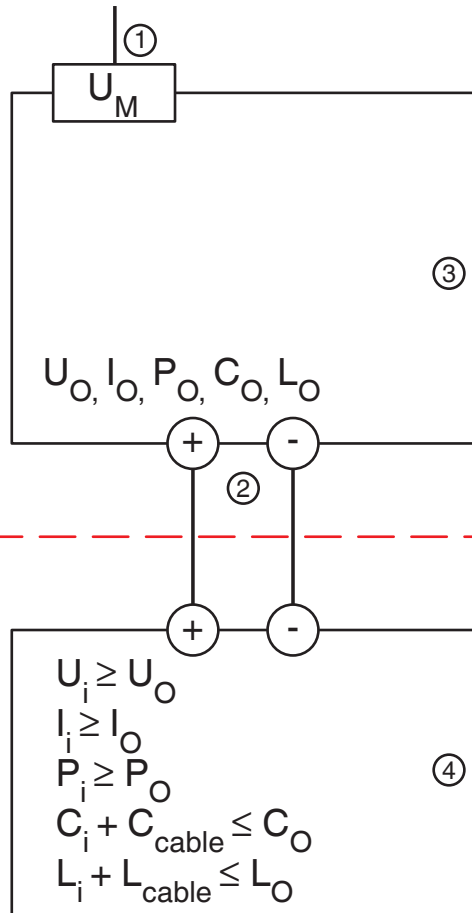 ①
U_M
③
U_O, I_O, P_O, C_O, L_O
+ -
②
+ -
U_i ≥ U_O
I_i ≥ I_O
P_i ≥ P_O
④
C_i + C_cable ≤ C_O
L_i + L_cable ≤ L_O